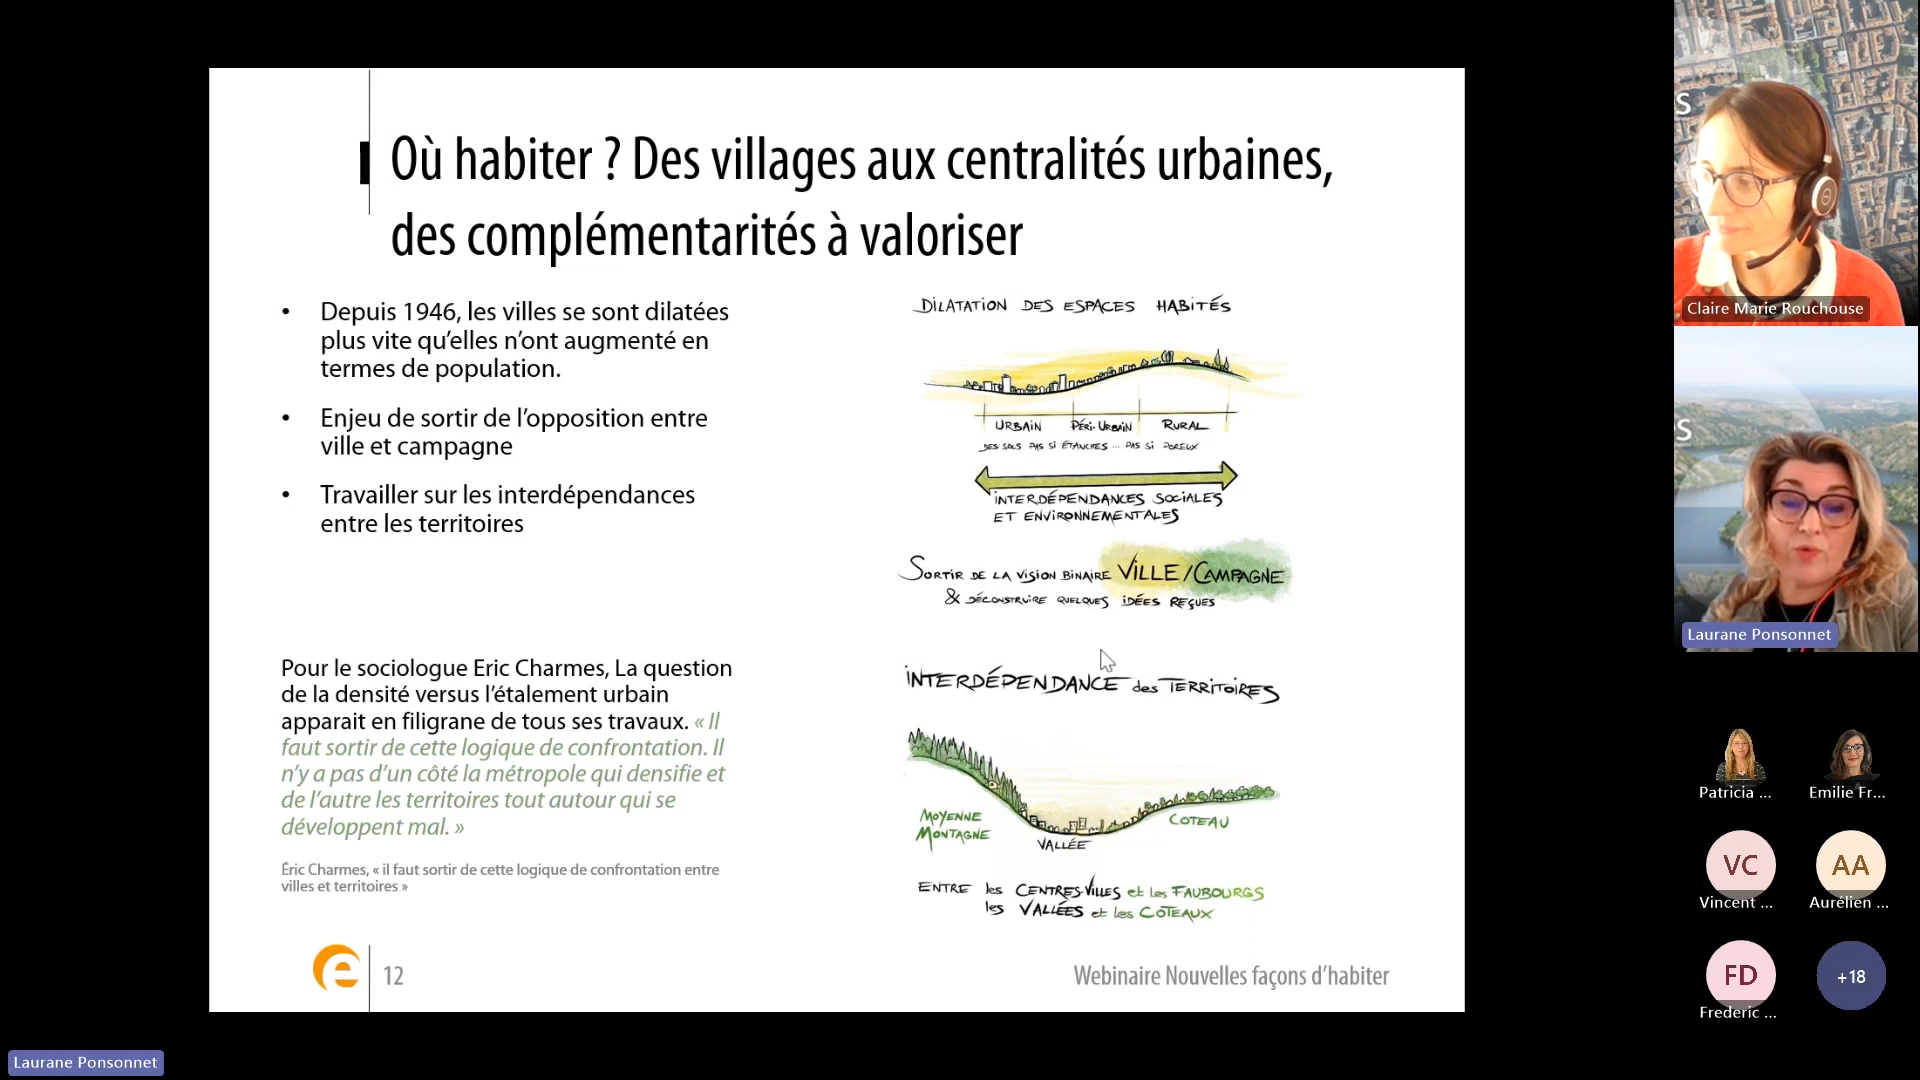 Où habiter ? Des villages aux centralités urbaines,
des complémentarités à valoriser
• Depuis 1946, les villes se sont dilatées
plus vite qu’elles n’ont augmenté en
termes de population.
• Enjeu de sortir de l’opposition entre
ville et campagne
• Travailler sur les interdépendances
entre les territoires
Pour le sociologue Eric Charmes, La question
de la densité versus l’étalement urbain
apparait en filigrane de tous ses travaux. « Il
faut sortir de cette logique de confrontation. Il
n’y a pas d’un côté la métropole qui densifie et
de l’autre les territoires tout autour qui se
développent mal. »
Éric Charmes, « il faut sortir de cette logique de confrontation entre
villes et territoires »
DILATATION DES ESPACES HABITÉS
URBAIN PÉRI-URBAIN RURAL
DES SOLS PAS SI ÉTANCHES ... PAS SI POREUX
INTERDÉPENDANCES SOCIALES
ET ENVIRONNEMENTALES
SORTIR DE LA VISION BINAIRE VILLE/CAMPAGNE
& DÉCONSTRUIRE QUELQUES IDÉES REÇUES
INTERDÉPENDANCE des TERRITOIRES
MOYENNE
MONTAGNE
VALLÉE
COTEAU
ENTRE les CENTRES-VILLES et les FAUBOURGS
les VALLÉES et les COTEAUX
e
12
Webinaire Nouvelles façons d’habiter
S
Claire Marie Rouchouse
S
Laurane Ponsonnet
Patricia ...
Emilie Fr...
VC
Vincent ...
AA
Aurélien ...
FD
Frederic ...
+18
Laurane Ponsonnet